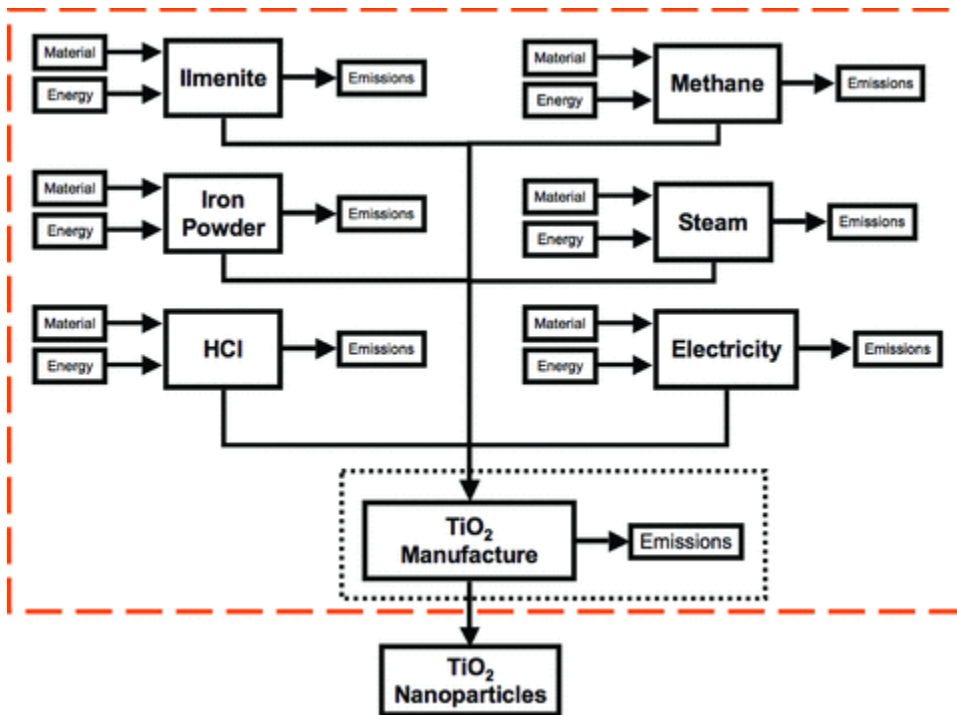 Material
Ilmenite
Emissions
Energy
Material
Methane
Emissions
Energy
Material
Iron
Powder
Emissions
Energy
Material
Steam
Emissions
Energy
Material
HCl
Emissions
Energy
Material
Electricity
Emissions
Energy
TiO₂
Manufacture
Emissions
TiO₂
Nanoparticles